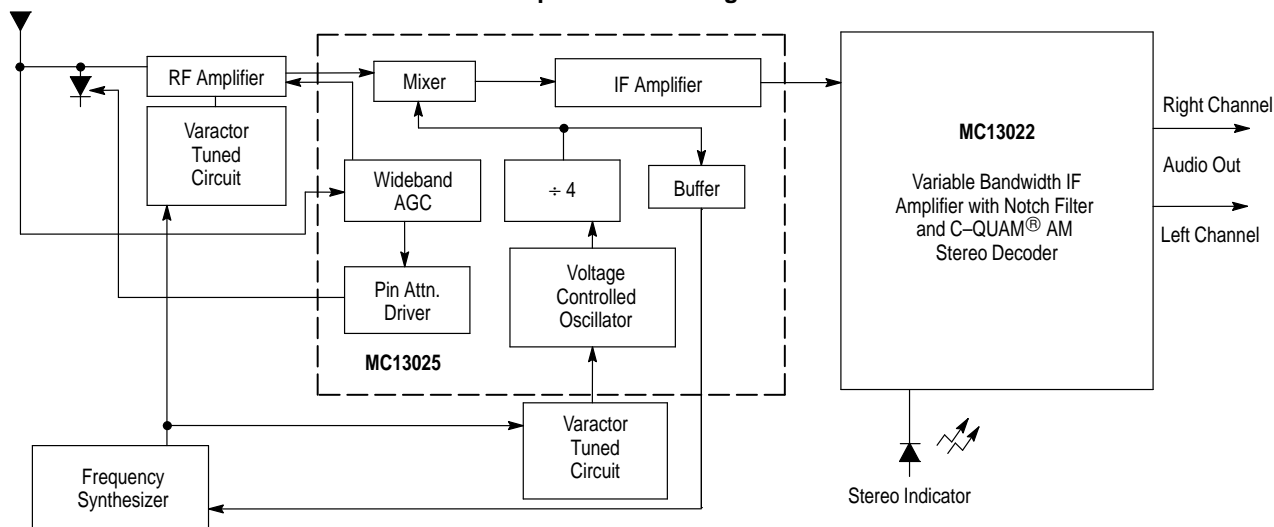 RF Amplifier
Mixer
IF Amplifier
Varactor
Tuned
Circuit
Wideband
AGC
÷ 4
Buffer
Pin Attn.
Driver
Voltage
Controlled
Oscillator
MC13025
Varactor
Tuned
Circuit
Frequency
Synthesizer
MC13022
Variable Bandwidth IF
Amplifier with Notch Filter
and C–QUAM® AM
Stereo Decoder
Right Channel
Audio Out
Left Channel
Stereo Indicator